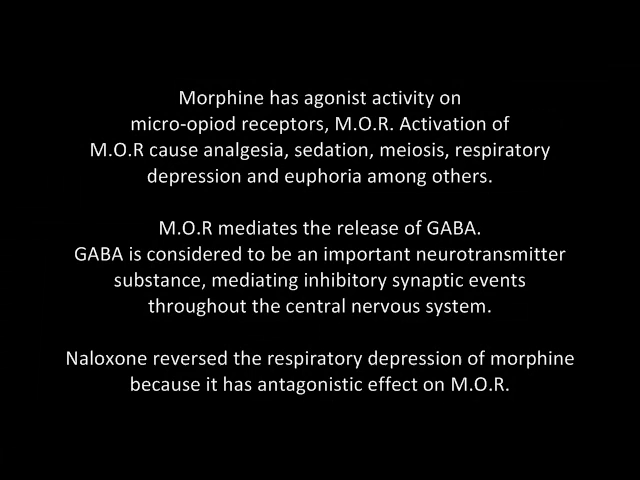 Morphine has agonist activity on
micro-opiod receptors, M.O.R. Activation of
M.O.R cause analgesia, sedation, meiosis, respiratory
depression and euphoria among others.
M.O.R mediates the release of GABA.
GABA is considered to be an important neurotransmitter
substance, mediating inhibitory synaptic events
throughout the central nervous system.
Naloxone reversed the respiratory depression of morphine
because it has antagonistic effect on M.O.R.